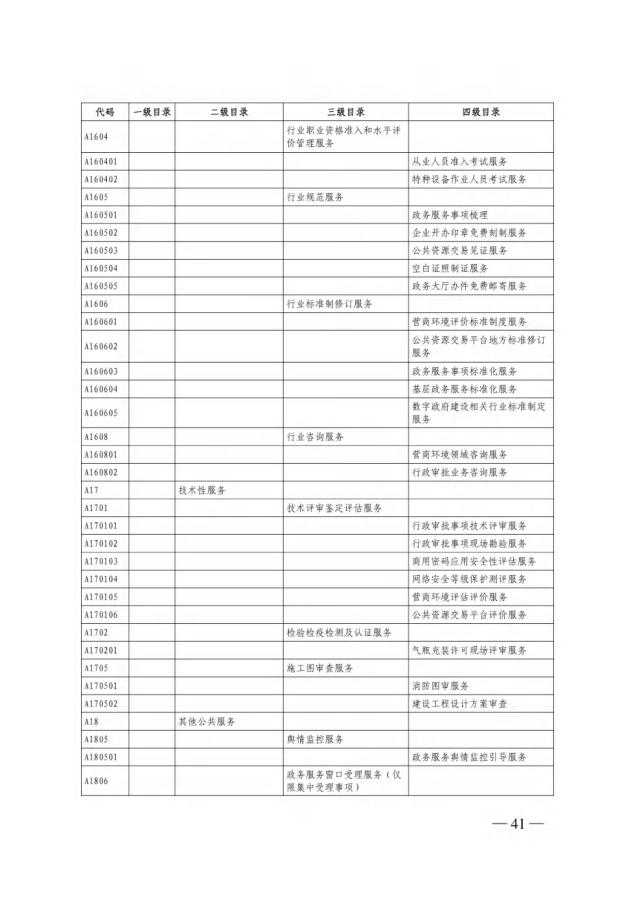 代码 一级目录 二级目录 三级目录 四级目录
A1604 行业职业资格准入和水平评
价管理服务
A160401 从业人员准入考试服务
A160402 特种设备作业人员考试服务
A1605 行业规范服务
A160501 政务服务事项梳理
A160502 企业开办印章免费刻制服务
A160503 公共资源交易见证服务
A160504 空白证照制证服务
A160505 政务大厅办件免费邮寄服务
A1606 行业标准制修订服务
A160601 营商环境评价标准制度服务
A160602 公共资源交易平台地方标准修订
服务
A160603 政务服务事项标准化服务
A160604 基层政务服务标准化服务
A160605 数字政府建设相关行业标准制定
服务
A1608 行业咨询服务
A160801 营商环境领域咨询服务
A160802 行政审批业务咨询服务
A17 技术性服务
A1701 技术评审鉴定评估服务
A170101 行政审批事项技术评审服务
A170102 行政审批事项现场勘验服务
A170103 商用密码应用安全性评估服务
A170104 网络安全等级保护测评服务
A170105 营商环境评估评价服务
A170106 公共资源交易平台评价服务
A1702 检验检疫检测及认证服务
A170201 气瓶充装许可现场评审服务
A1705 施工图审查服务
A170501 消防图审服务
A170502 建设工程设计方案审查
A18 其他公共服务
A1805 舆情监控服务
A180501 政务服务舆情监控引导服务
A1806 政务服务窗口受理服务（仅
限集中受理事项）
— 41 —